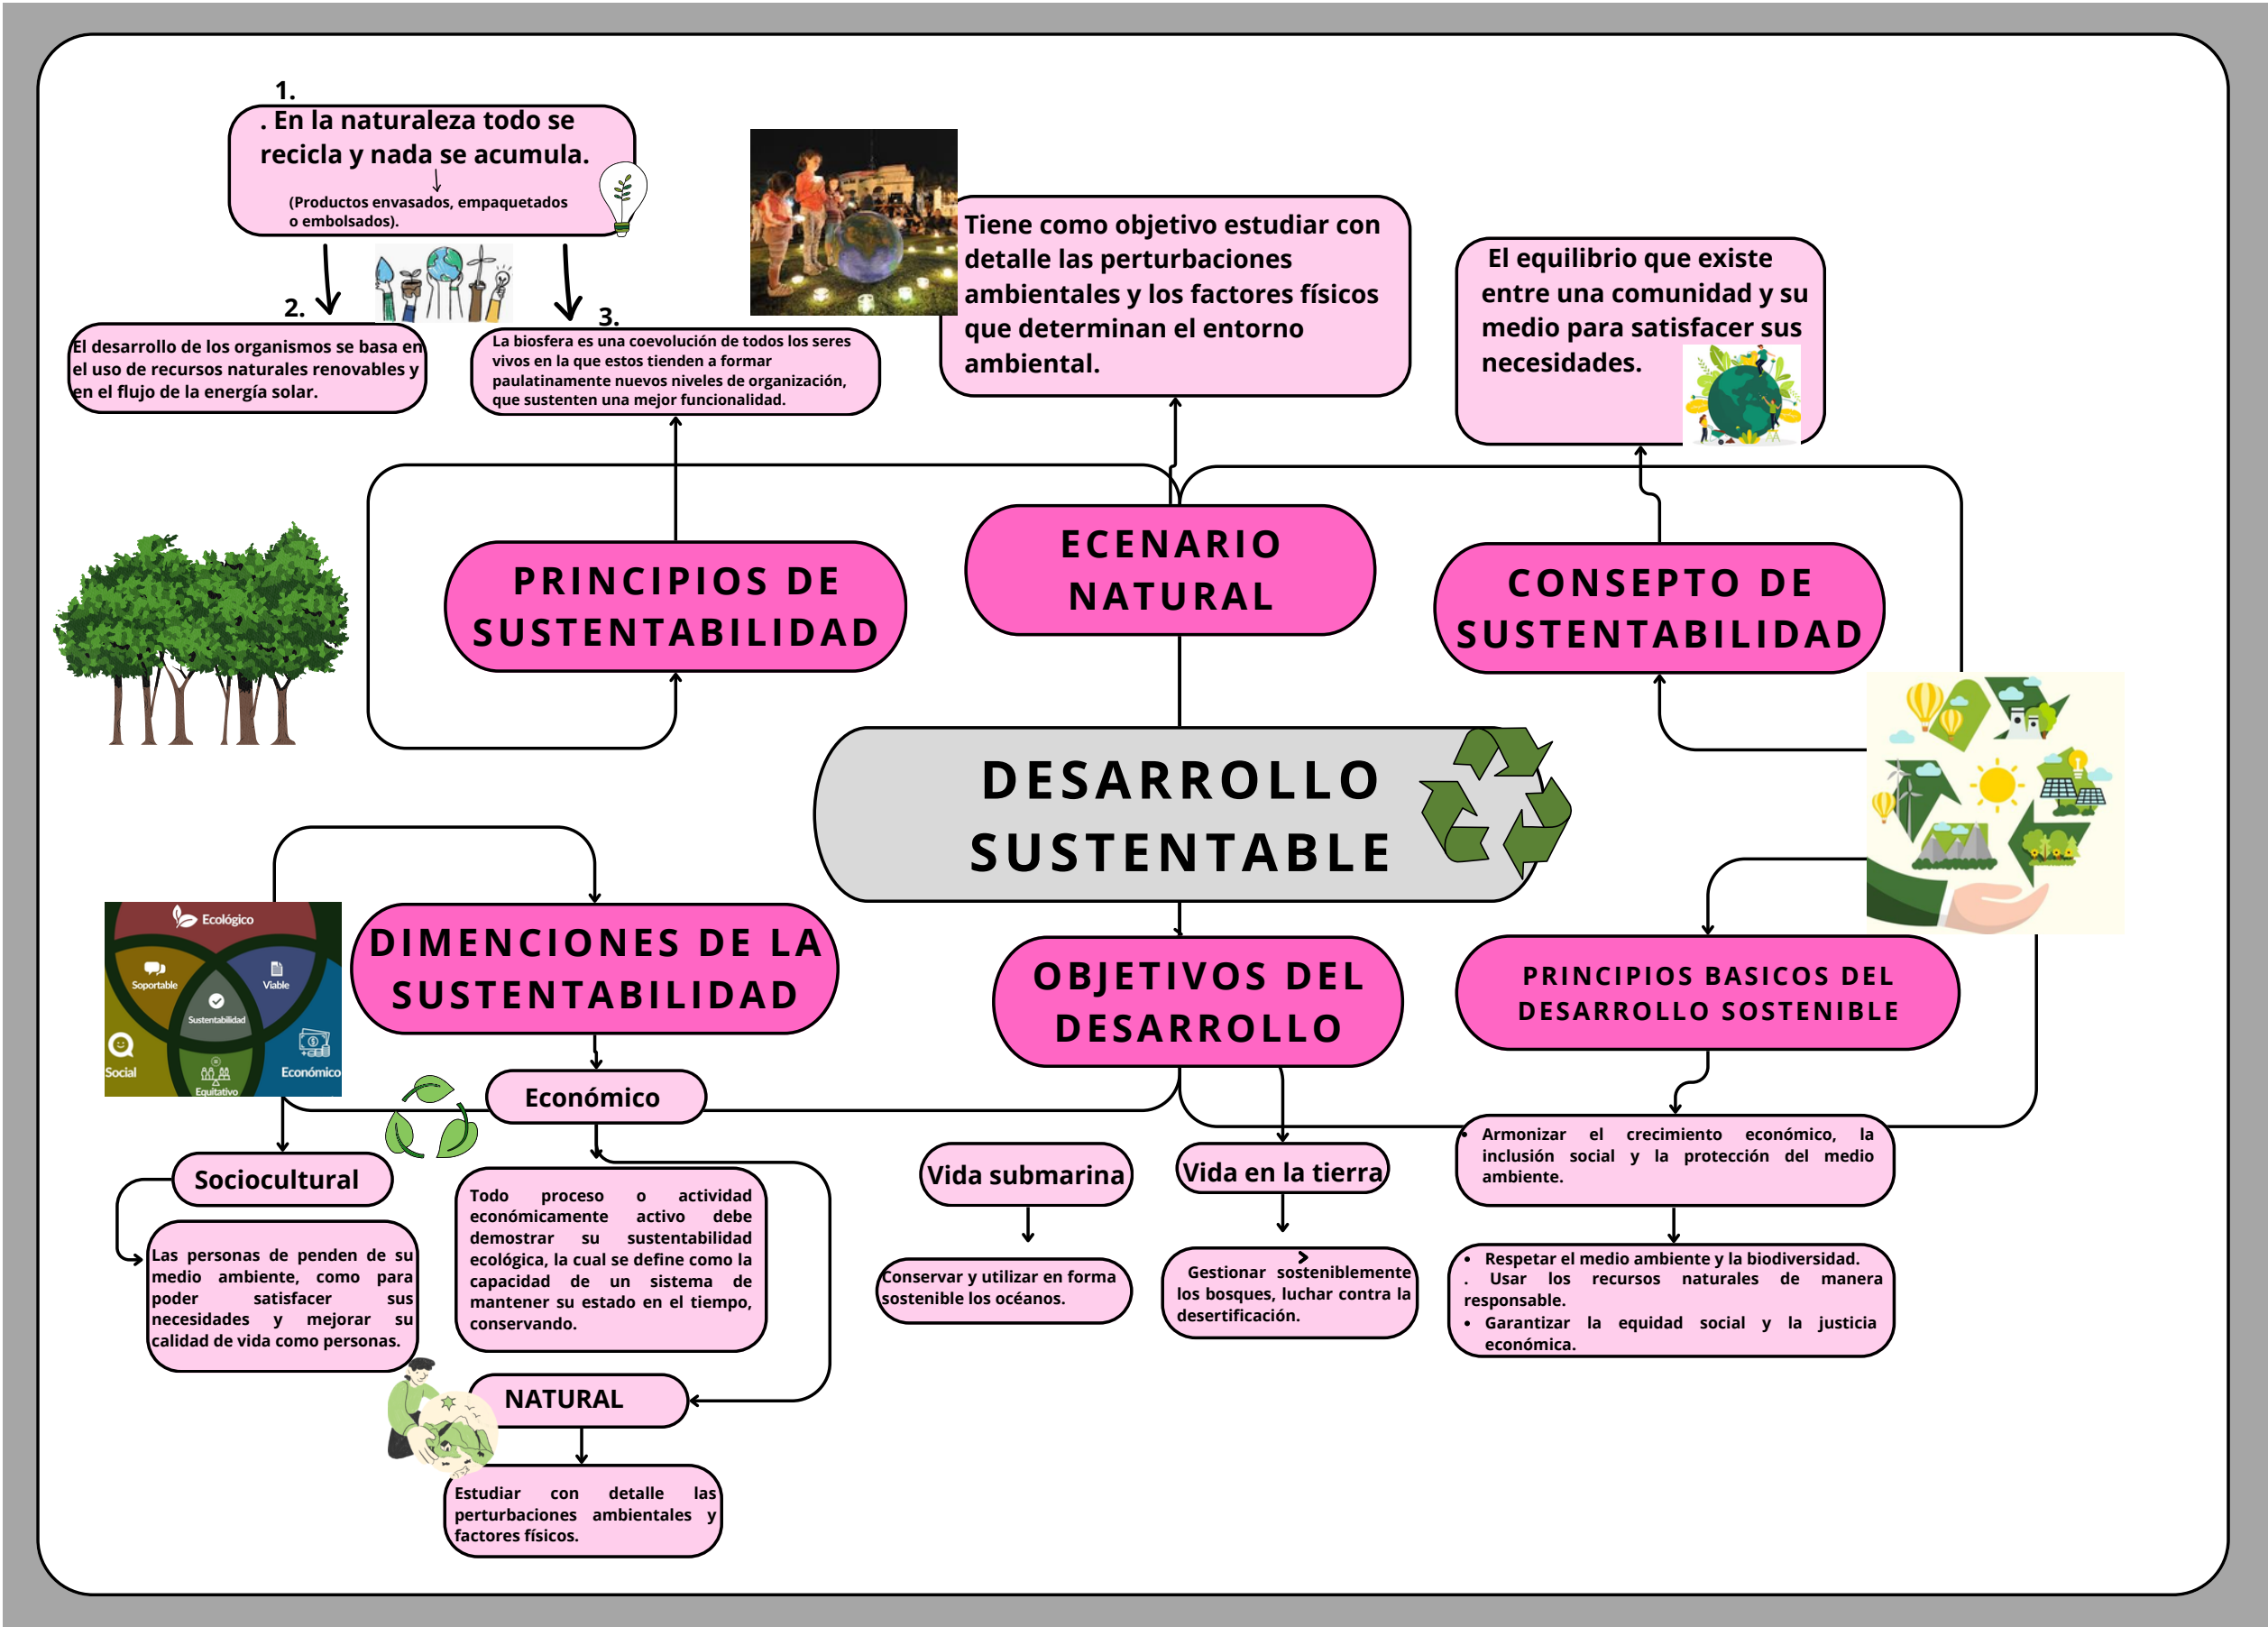 1.
. En la naturaleza todo se
recicla y nada se acumula.
(Productos envasados, empaquetados
o embolsados).
2.
El desarrollo de los organismos se basa en
el uso de recursos naturales renovables y
en el flujo de la energía solar.
3.
La biosfera es una coevolución de todos los seres
vivos en la que estos tienden a formar
paulatinamente nuevos niveles de organización,
que sustenten una mejor funcionalidad.
Tiene como objetivo estudiar con
detalle las perturbaciones
ambientales y los factores físicos
que determinan el entorno
ambiental.
El equilibrio que existe
entre una comunidad y su
medio para satisfacer sus
necesidades.
PRINCIPIOS DE
SUSTENTABILIDAD
ECENARIO
NATURAL
CONSEPTO DE
SUSTENTABILIDAD
DESARROLLO
SUSTENTABLE
DIMENCIONES DE LA
SUSTENTABILIDAD
OBJETIVOS DEL
DESARROLLO
PRINCIPIOS BASICOS DEL
DESARROLLO SOSTENIBLE
Ecológico
Soportable
Viable
Sustentabilidad
Social
Económico
Equitativo
Económico
Sociocultural
Las personas de penden de su
medio ambiente, como para
poder satisfacer sus
necesidades y mejorar su
calidad de vida como personas.
Todo proceso o actividad
económicamente activo debe
demostrar su sustentabilidad
ecológica, la cual se define como la
capacidad de un sistema de
mantener su estado en el tiempo,
conservando.
NATURAL
Estudiar con detalle las
perturbaciones ambientales y
factores físicos.
Vida submarina
Conservar y utilizar en forma
sostenible los océanos.
Vida en la tierra
Gestionar sosteniblemente
los bosques, luchar contra la
desertificación.
• Armonizar el crecimiento económico, la
inclusión social y la protección del medio
ambiente.
• Respetar el medio ambiente y la biodiversidad.
. Usar los recursos naturales de manera
responsable.
• Garantizar la equidad social y la justicia
económica.